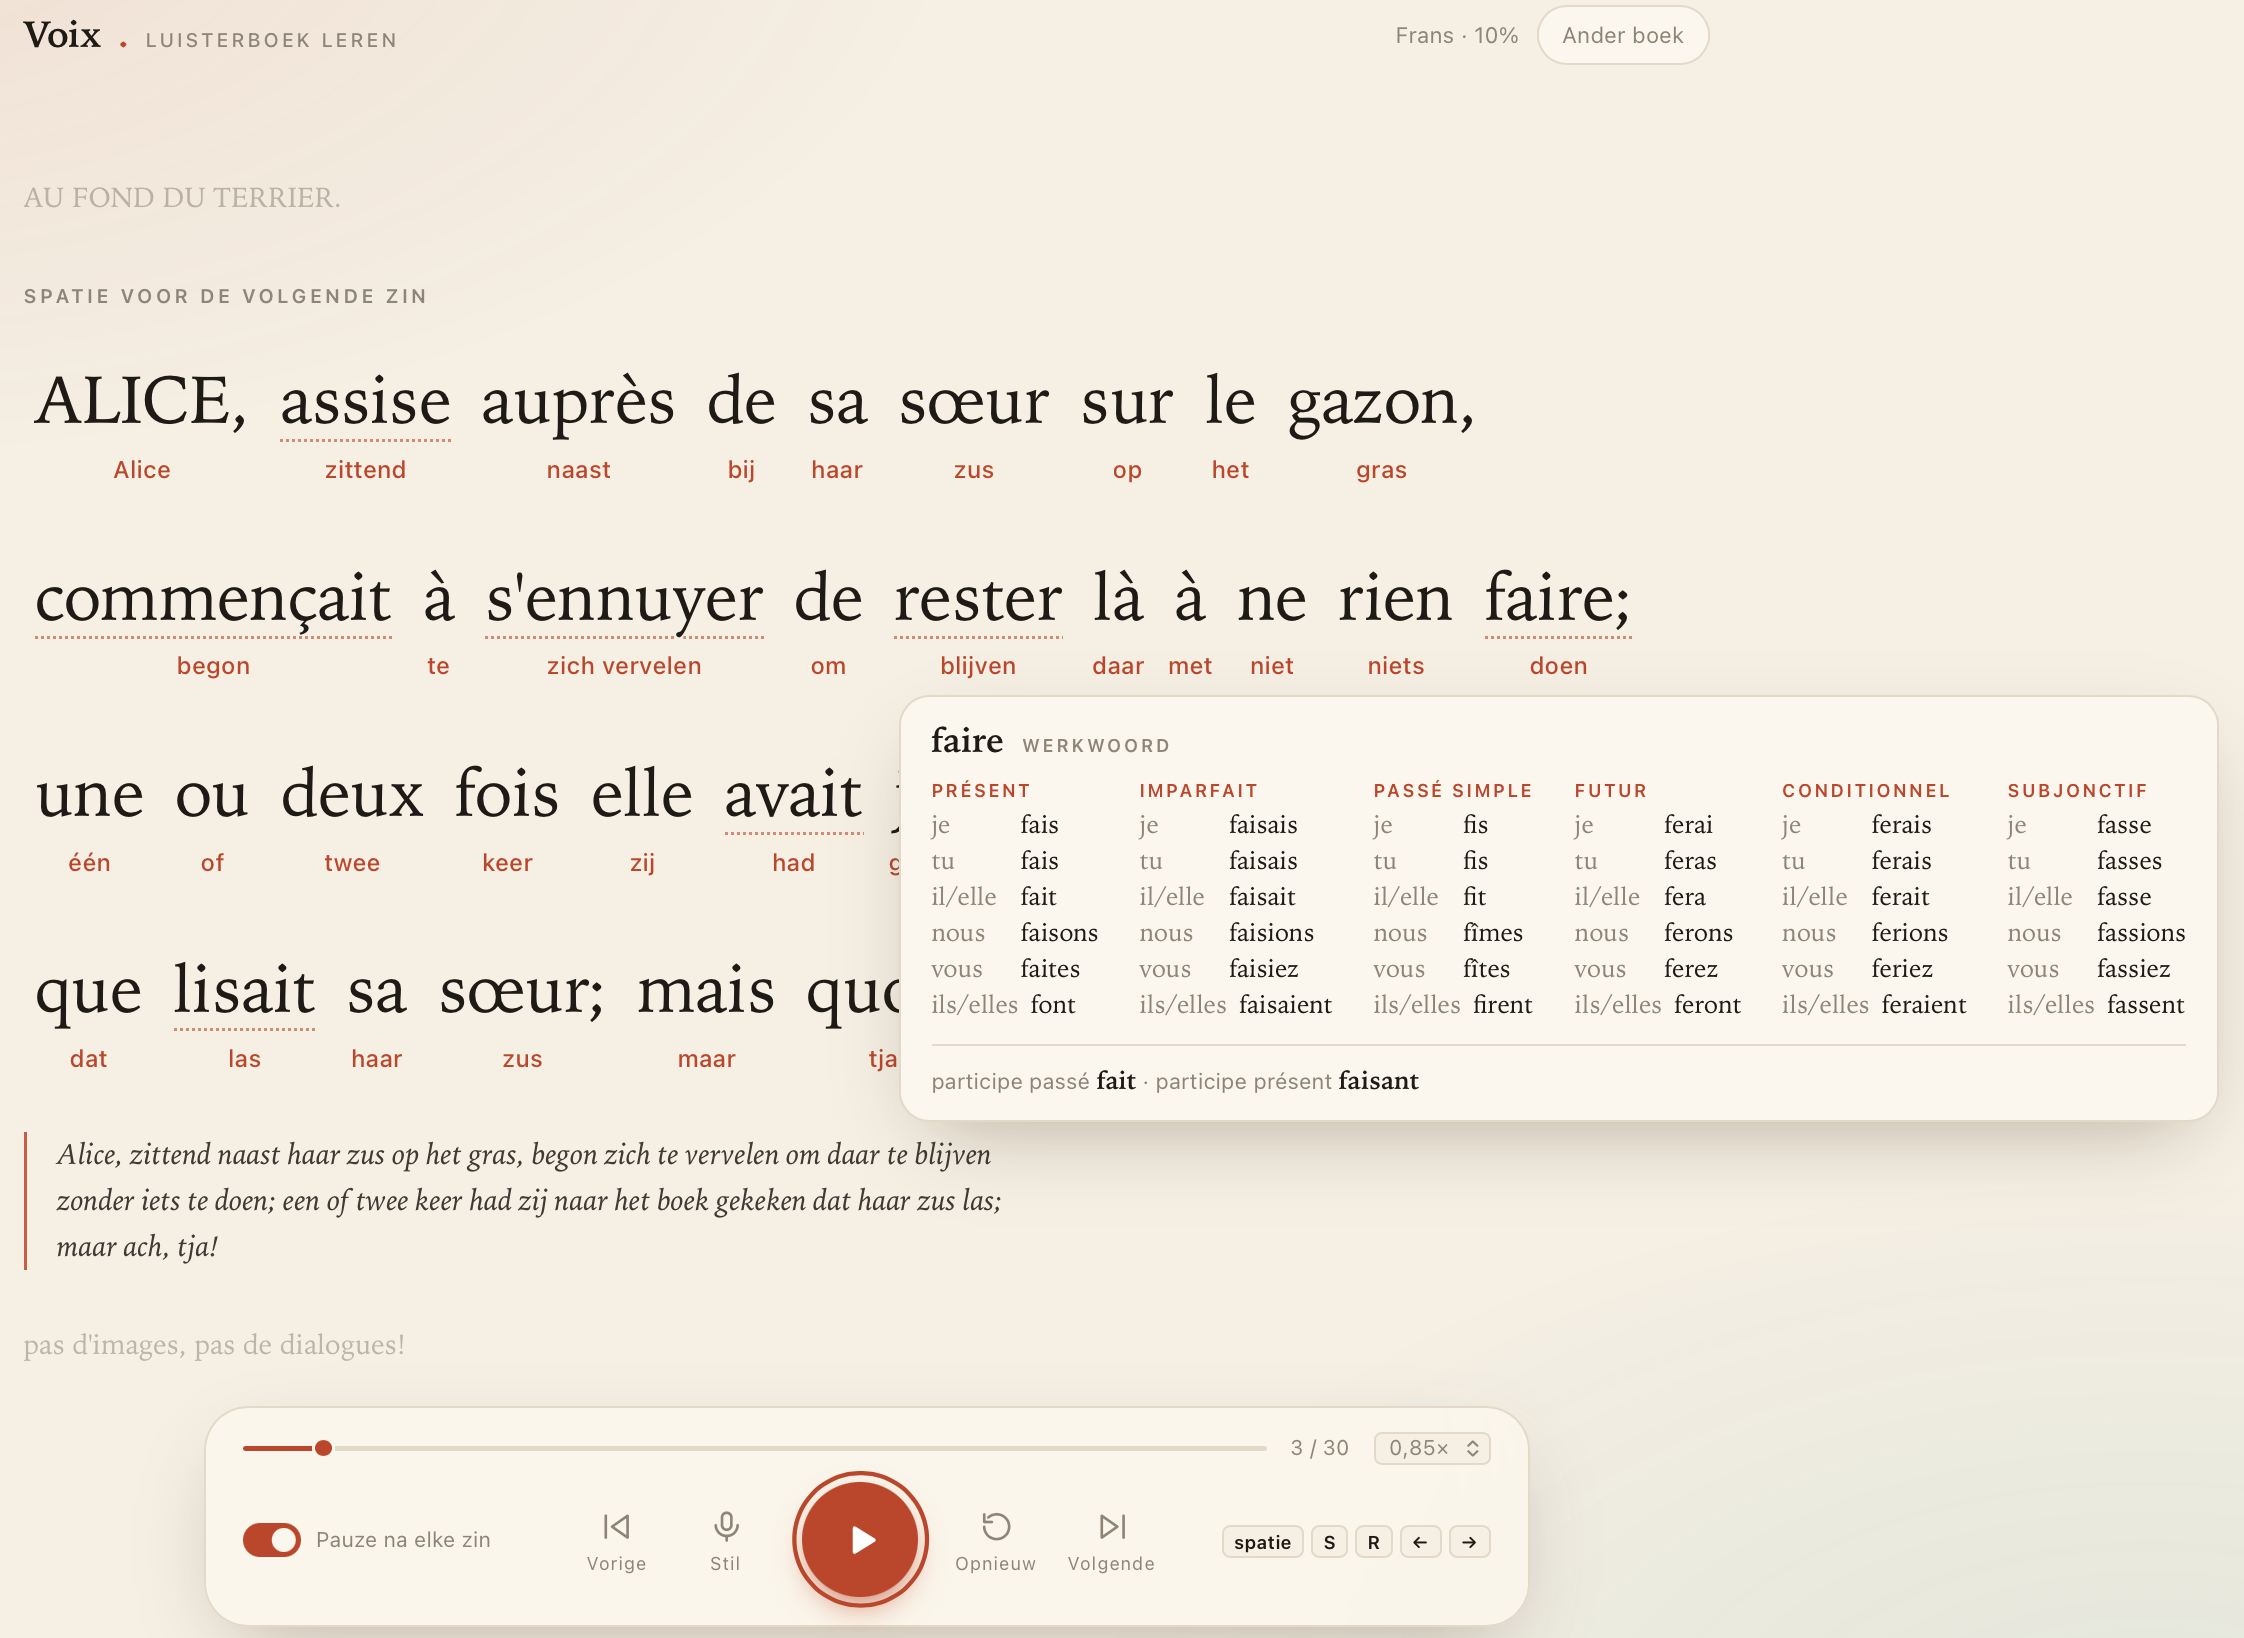 Voix . LUISTERBOEK LEREN
Frans · 10% Ander boek
AU FOND DU TERRIER.
SPATIE VOOR DE VOLGENDE ZIN
ALICE, assise auprès de sa sœur sur le gazon,
Alice zittend naast bij haar zus op het gras
commençait à s'ennuyer de rester là à ne rien faire;
begon te zich vervelen om blijven daar met niet niets doen
une ou deux fois elle avait
één of twee keer zij had
que lisait sa sœur; mais
dat las haar zus maar
faire WERKWOORD
PRÉSENT IMPARFAIT PASSÉ SIMPLE FUTUR CONDITIONNEL SUBJONCTIF
je fais je faisais je fis je ferai je ferais je fasse
tu fais tu faisais tu fis tu feras tu ferais tu fasses
il/elle fait il/elle faisait il/elle fit il/elle fera il/elle ferait il/elle fasse
nous faisons nous faisions nous fîmes nous ferons nous ferions nous fassions
vous faites vous faisiez vous fîtes vous ferez vous feriez vous fassiez
ils/elles font ils/elles faisaient ils/elles firent ils/elles feront ils/elles feraient ils/elles fassent
participe passé fait · participe présent faisant
Alice, zittend naast haar zus op het gras, begon zich te vervelen om daar te blijven
zonder iets te doen; een of twee keer had zij naar het boek gekeken dat haar zus las;
maar ach, tja!
pas d'images, pas de dialogues!
3 / 30 0,85×
Pauze na elke zin
Vorige Stil Opnieuw Volgende
spatie S R ← →